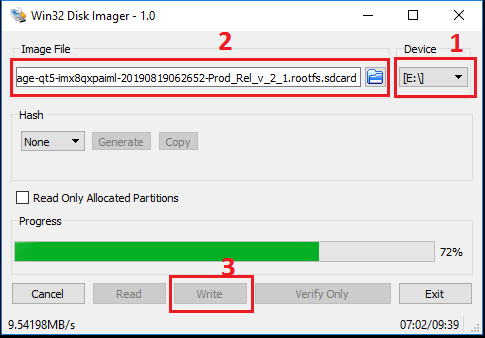 Win32 Disk Imager - 1.0
2
1
Image File
Device
age-qt5-imx8qxpaiml-20190819062652-Prod_Rel_v_2_1.rootfs.sdcard
[E:\]
Hash
None
Generate
Copy
Read Only Allocated Partitions
Progress
72%
3
Cancel
Read
Write
Verify Only
Exit
9.54198MB/s
07:02/09:39